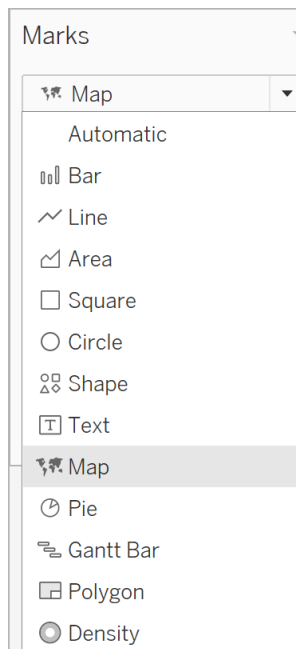 Marks
Map
Automatic
Bar
Line
Area
Square
Circle
Shape
Text
Map
Pie
Gantt Bar
Polygon
Density